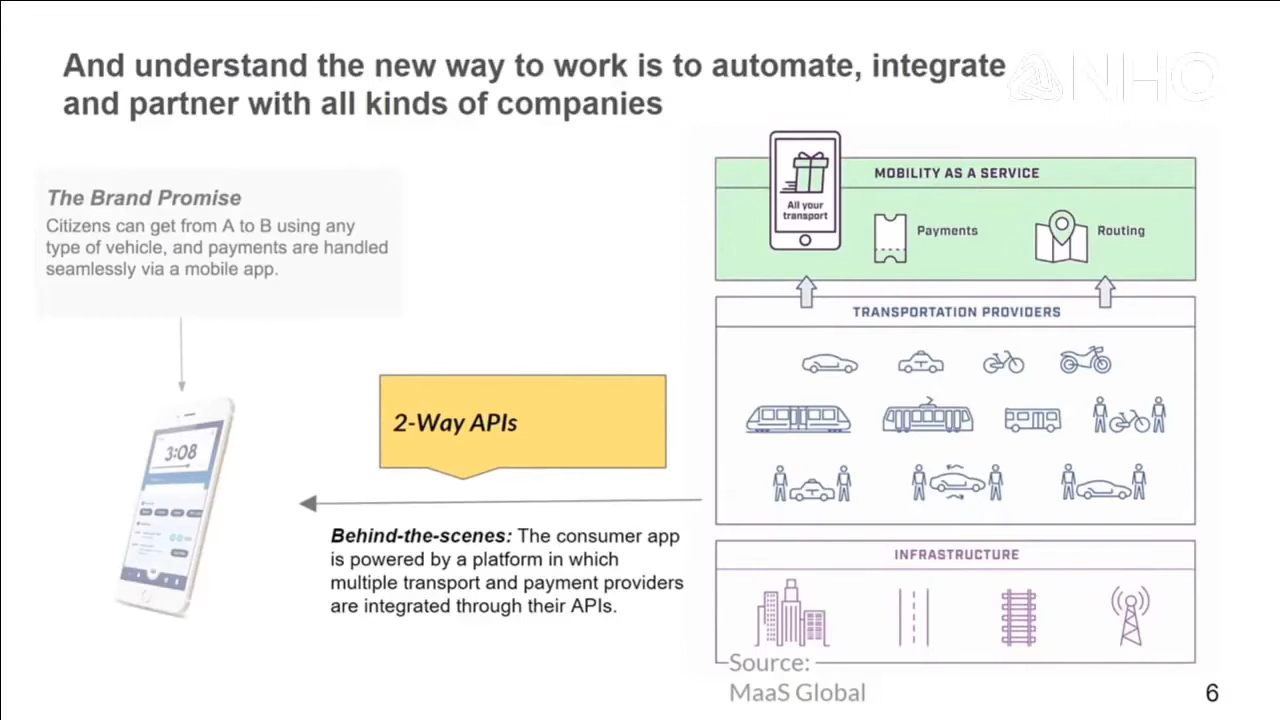 And understand the new way to work is to automate, integrate
and partner with all kinds of companies
NHO
The Brand Promise
Citizens can get from A to B using any
type of vehicle, and payments are handled
seamlessly via a mobile app.
3:08
2-Way APIs
Behind-the-scenes: The consumer app
is powered by a platform in which
multiple transport and payment providers
are integrated through their APIs.
MOBILITY AS A SERVICE
All your
transport
Payments
Routing
TRANSPORTATION PROVIDERS
INFRASTRUCTURE
Source:
MaaS Global
6